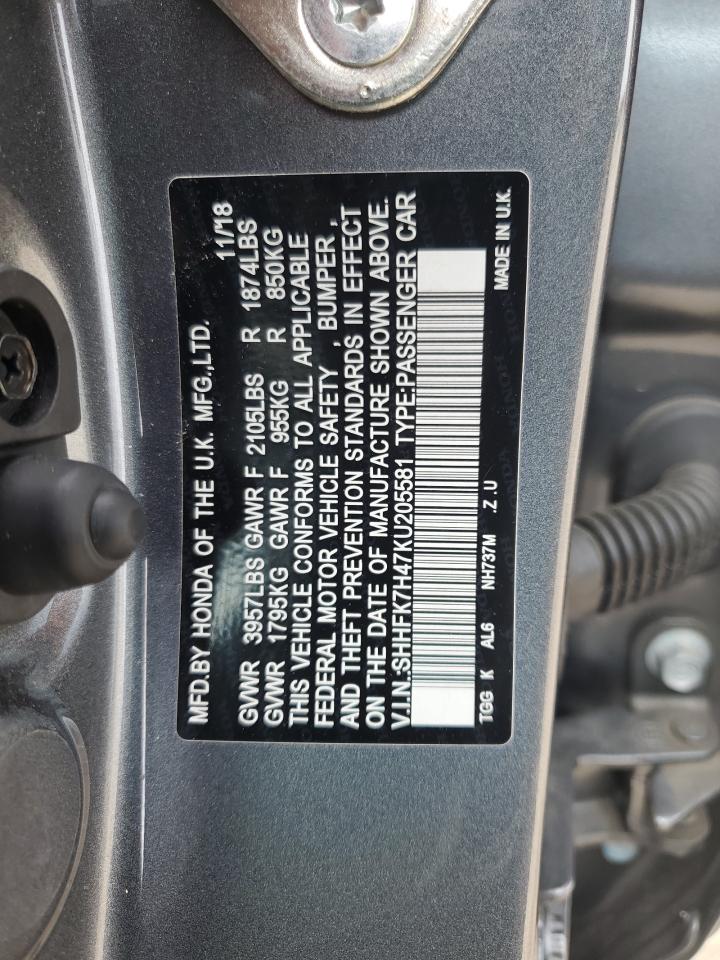 MFD.BY HONDA OF THE U.K. MFG.,LTD. 11/18
GVWR 3957LBS GAWR F 2105LBS R 1874LBS
GVWR 1795KG GAWR F 955KG R 850KG
THIS VEHICLE CONFORMS TO ALL APPLICABLE
FEDERAL MOTOR VEHICLE SAFETY , BUMPER ,
AND THEFT PREVENTION STANDARDS IN EFFECT
ON THE DATE OF MANUFACTURE SHOWN ABOVE.
V.I.N.:SHHFK7H47KU205581 TYPE:PASSENGER CAR
TGG K AL6 NH737M .Z .U MADE IN U.K.